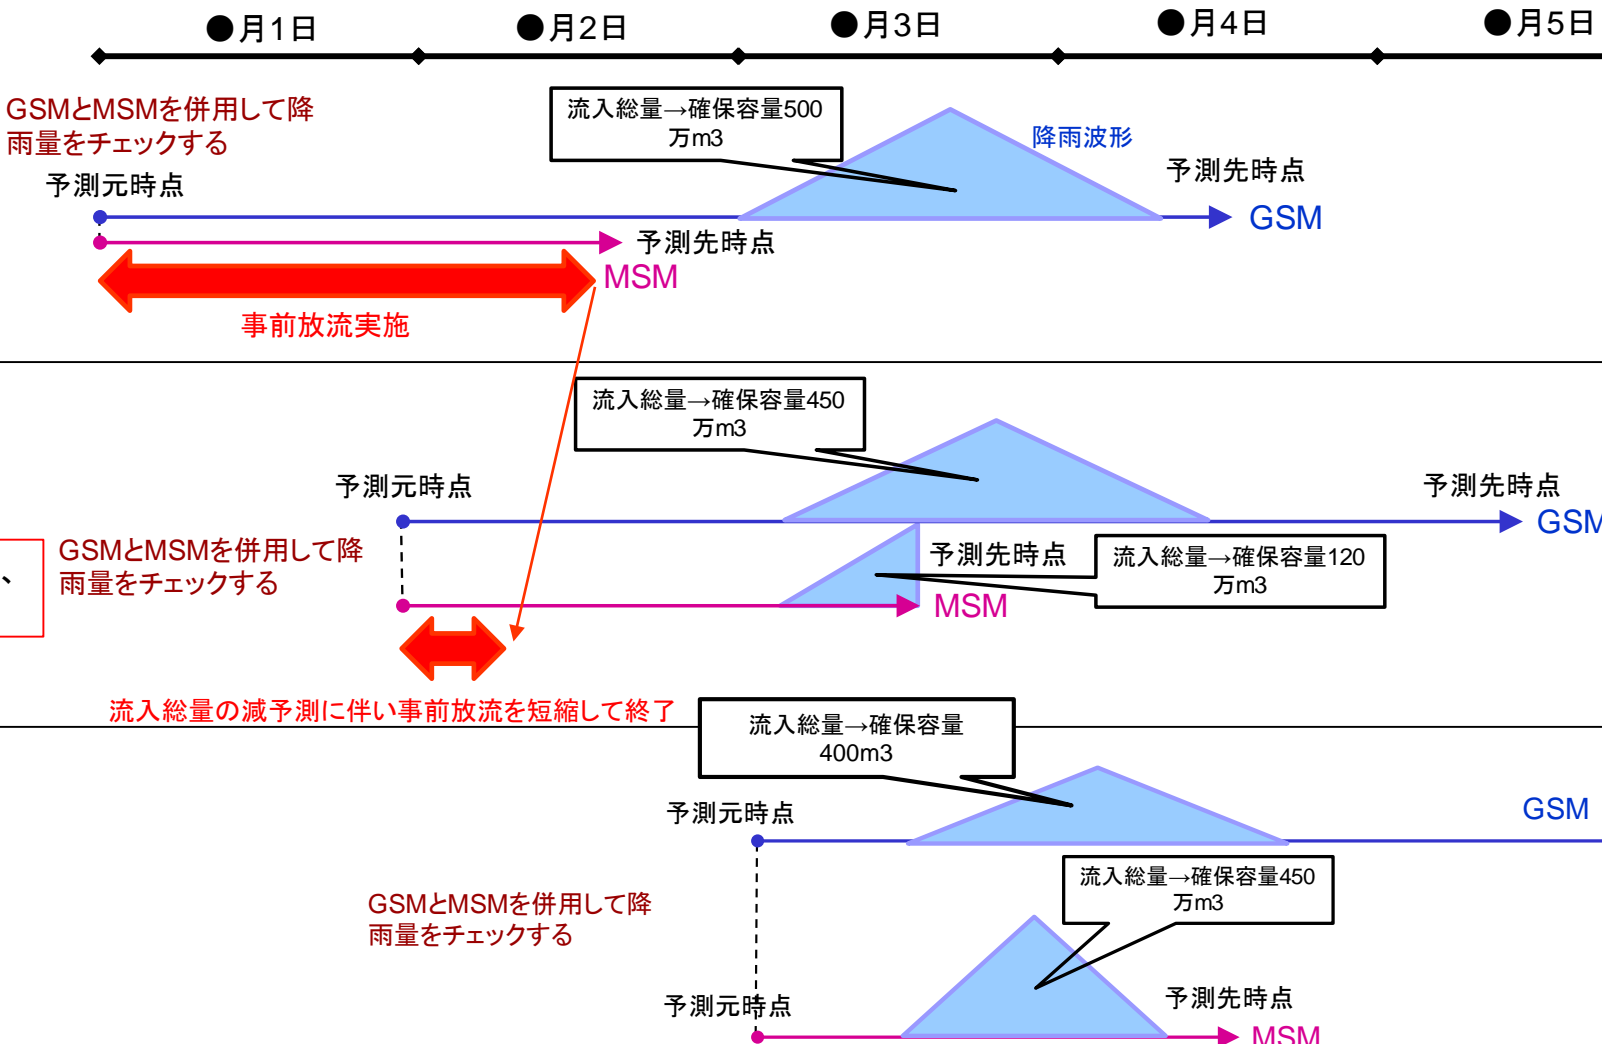 ●月1日
●月2日
●月3日
●月4日
●月5日
GSMとMSMを併用して降
雨量をチェックする
流入総量→確保容量500
万m3
降雨波形
予測元時点
予測先時点
GSM
予測先時点
MSM
事前放流実施
流入総量→確保容量450
万m3
予測元時点
予測先時点
GSM
GSMとMSMを併用して降
雨量をチェックする
、
予測先時点
流入総量→確保容量120
万m3
MSM
流入総量の減予測に伴い事前放流を短縮して終了
流入総量→確保容量
400m3
予測元時点
GSM
流入総量→確保容量450
万m3
GSMとMSMを併用して降
雨量をチェックする
予測元時点
予測先時点
MSM